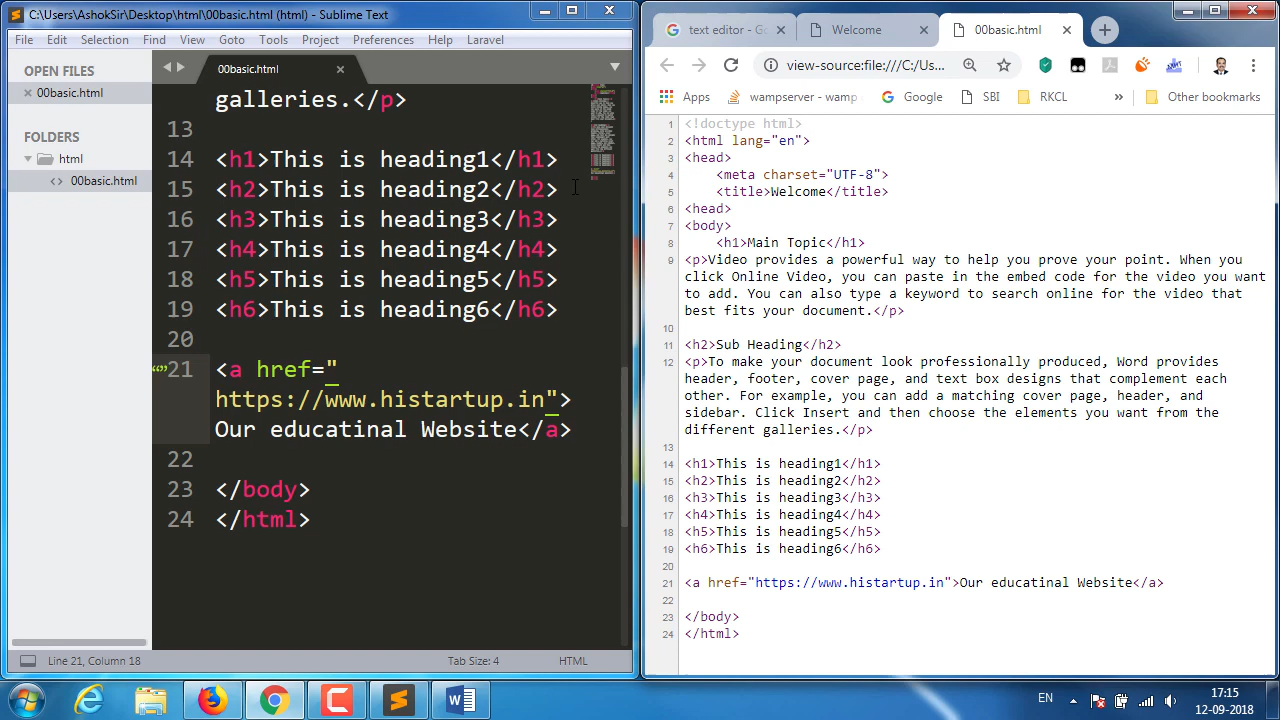 C:\Users\AshokSir\Desktop\html\00basic.html (html) - Sublime Text
File Edit Selection Find View Goto Tools Project Preferences Help Laravel
OPEN FILES
00basic.html
FOLDERS
html
00basic.html
00basic.html
galleries.</p>
13
14 <h1>This is heading1</h1>
15 <h2>This is heading2</h2>
16 <h3>This is heading3</h3>
17 <h4>This is heading4</h4>
18 <h5>This is heading5</h5>
19 <h6>This is heading6</h6>
20
21 <a href="
https://www.histartup.in">
Our educatinal Website</a>
22
23 </body>
24 </html>
Line 21, Column 18 Tab Size: 4 HTML
text editor - Go Welcome 00basic.html
view-source:file:///C:/Us...
Apps wampserver - wamp Google SBI RKCL » Other bookmarks
1 <!doctype html>
2 <html lang="en">
3 <head>
4 <meta charset="UTF-8">
5 <title>Welcome</title>
6 <head>
7 <body>
8 <h1>Main Topic</h1>
9 <p>Video provides a powerful way to help you prove your point. When you
click Online Video, you can paste in the embed code for the video you want
to add. You can also type a keyword to search online for the video that
best fits your document.</p>
10
11 <h2>Sub Heading</h2>
12 <p>To make your document look professionally produced, Word provides
header, footer, cover page, and text box designs that complement each
other. For example, you can add a matching cover page, header, and
sidebar. Click Insert and then choose the elements you want from the
different galleries.</p>
13
14 <h1>This is heading1</h1>
15 <h2>This is heading2</h2>
16 <h3>This is heading3</h3>
17 <h4>This is heading4</h4>
18 <h5>This is heading5</h5>
19 <h6>This is heading6</h6>
20
21 <a href="https://www.histartup.in">Our educatinal Website</a>
22
23 </body>
24 </html>
EN
17:15
12-09-2018